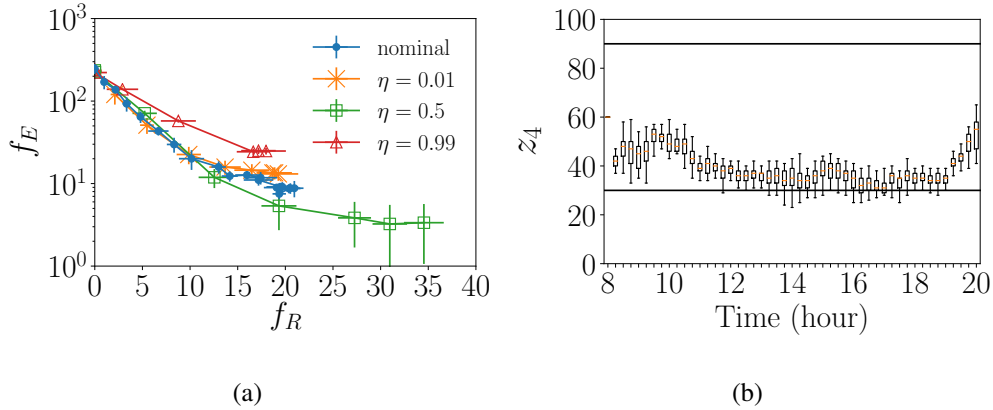 10^3
10^2
10^1
10^0
f_E
0 5 10 15 20 25 30 35 40
f_R
nominal
η = 0.01
η = 0.5
η = 0.99
(a)
100
80
60
40
20
0
z_4
8 10 12 14 16 18 20
Time (hour)
(b)